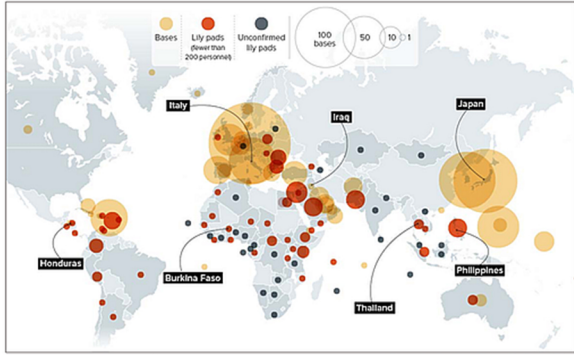 Bases
Lily pads
(fewer than
200 personnel)
Unconfirmed
lily pads
100
bases
50
10
1
Italy
Iraq
Japan
Honduras
Burkina Faso
Thailand
Philippines